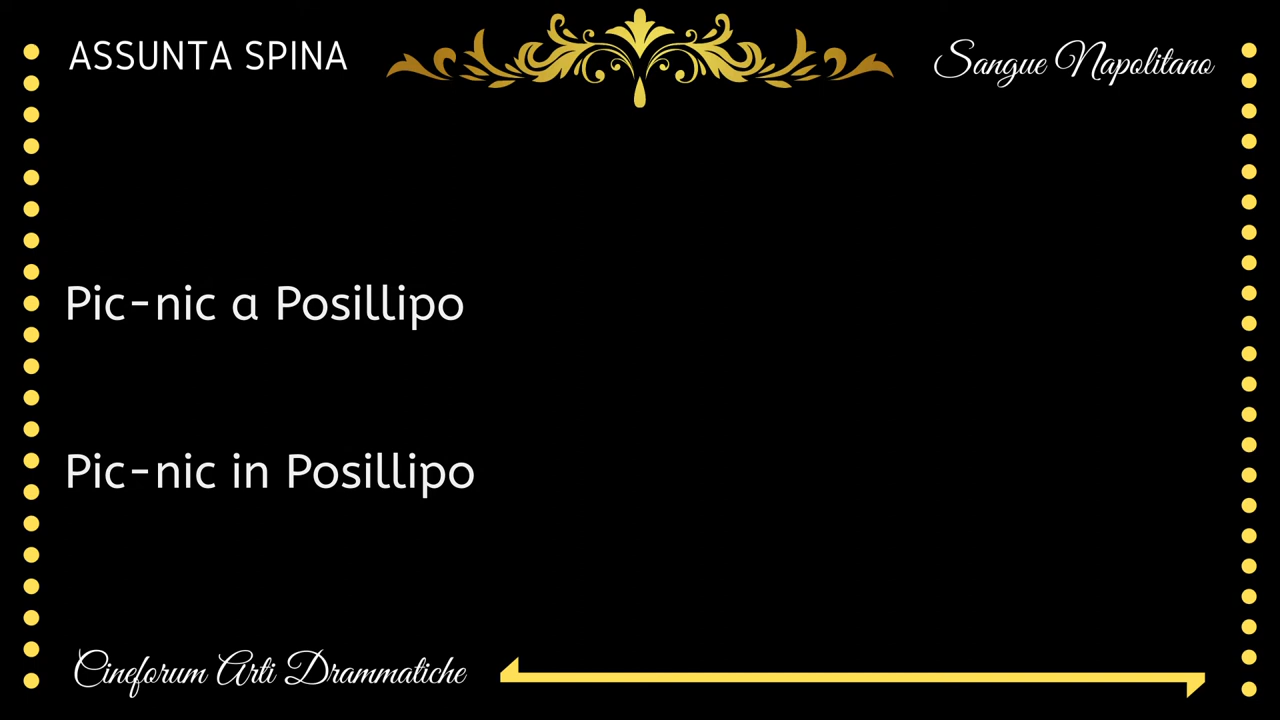 ASSUNTA SPINA
Sangue Napolitano
Pic-nic a Posillipo
Pic-nic in Posillipo
Cineforum Arti Drammatiche